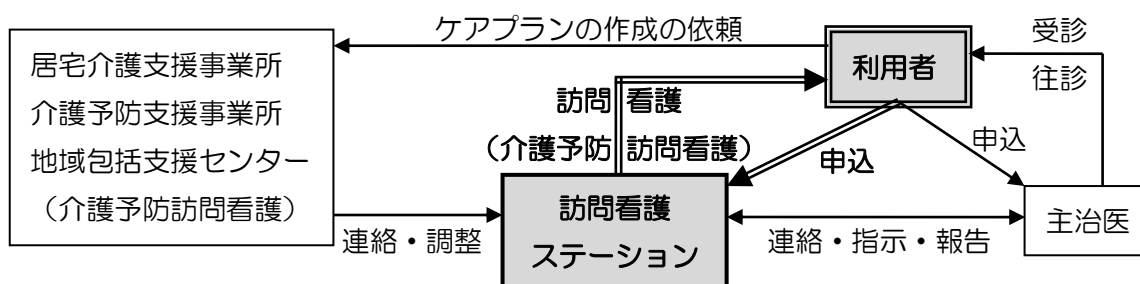 ケアプランの作成の依頼
居宅介護支援事業所
介護予防支援事業所
地域包括支援センター
（介護予防訪問看護）
利用者
受診
往診
訪問看護
（介護予防訪問看護）
申込
申込
訪問看護
ステーション
主治医
連絡・調整
連絡・指示・報告